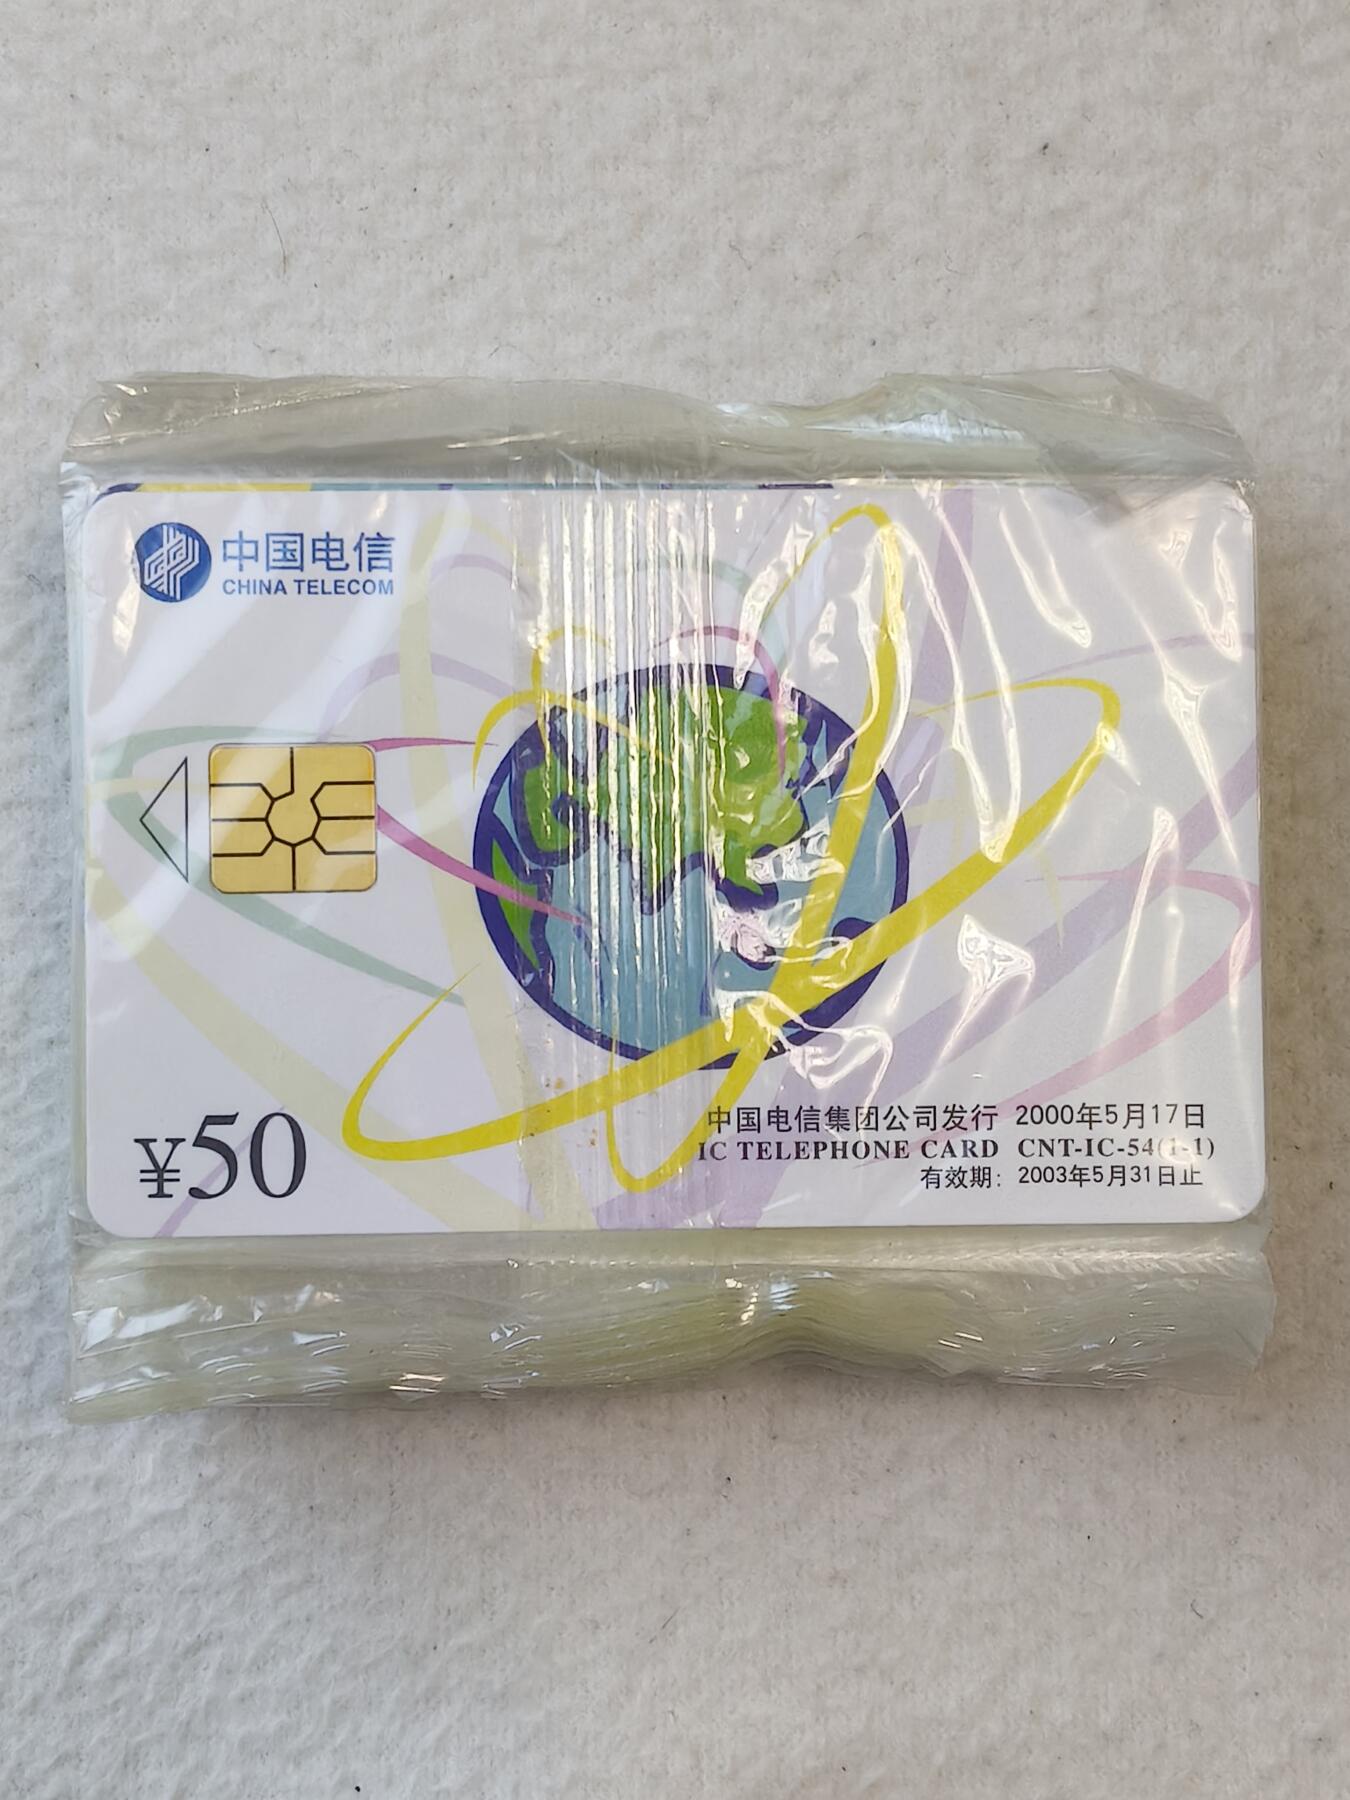 中国电信
CHINA TELECOM
¥50
中国电信集团公司发行 2000年5月17日
IC TELEPHONE CARD CNT-IC-54(1-1)
有效期：2003年5月31日止